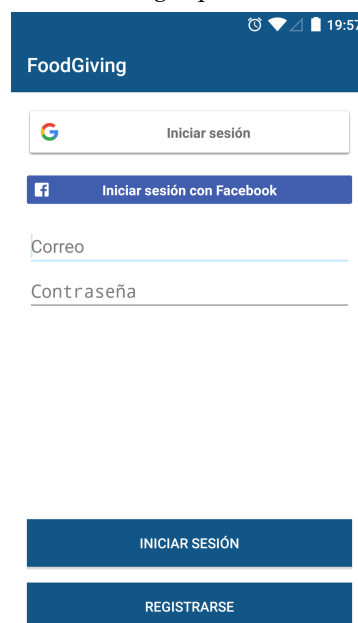 19:57
FoodGiving
Iniciar sesión
Iniciar sesión con Facebook
Correo
Contraseña
INICIAR SESIÓN
REGISTRARSE